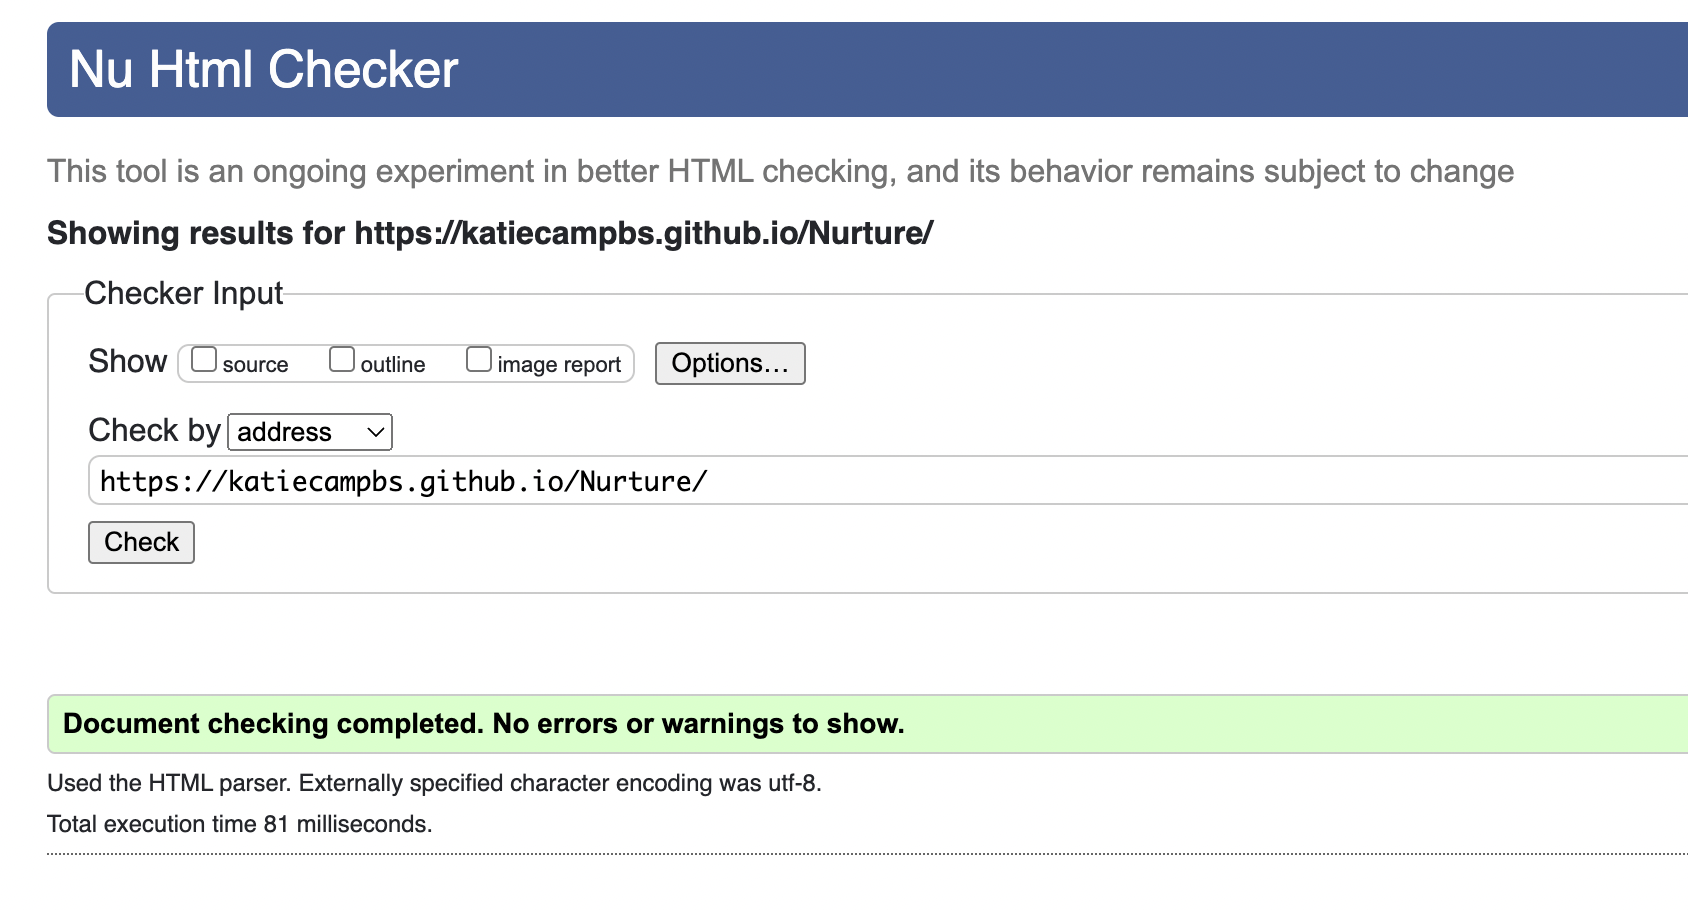 Nu Html Checker
This tool is an ongoing experiment in better HTML checking, and its behavior remains subject to change
Showing results for https://katiecampbs.github.io/Nurture/
Checker Input
Show source outline image report Options…
Check by address
https://katiecampbs.github.io/Nurture/
Check
Document checking completed. No errors or warnings to show.
Used the HTML parser. Externally specified character encoding was utf-8.
Total execution time 81 milliseconds.